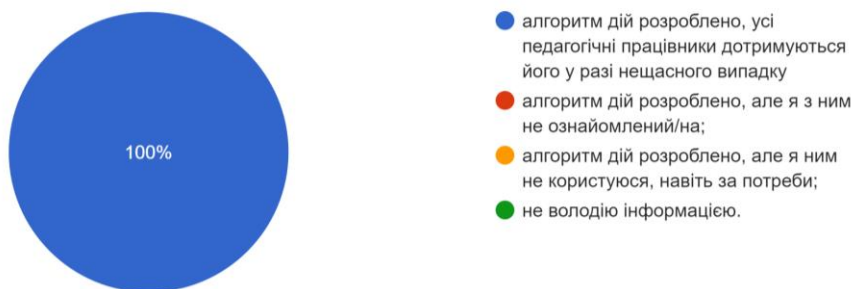 100%
алгоритм дій розроблено, усі
педагогічні працівники дотримуються
його у разі нещасного випадку
алгоритм дій розроблено, але я з ним
не ознайомлений/на;
алгоритм дій розроблено, але я ним
не користуюся, навіть за потреби;
не володію інформацією.